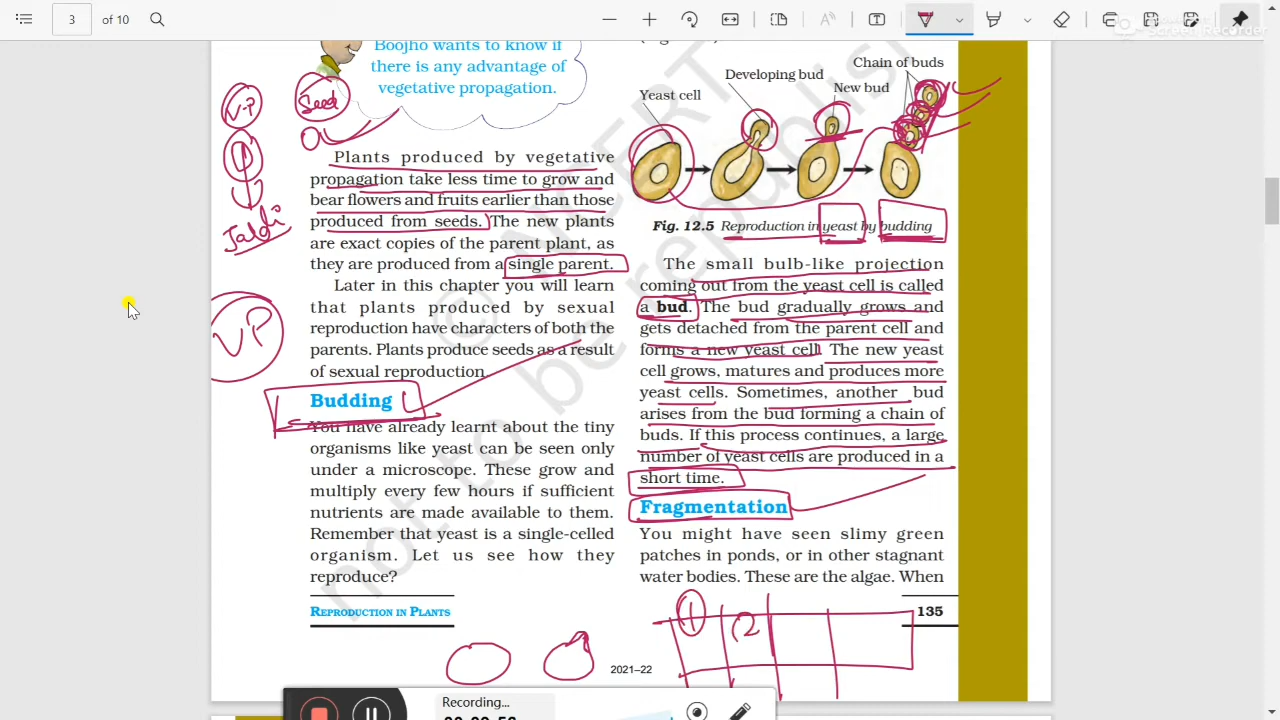 3 of 10
Boojho wants to know if
there is any advantage of
vegetative propagation.
VP
Seed
Jaldi
Plants produced by vegetative
propagation take less time to grow and
bear flowers and fruits earlier than those
produced from seeds. The new plants
are exact copies of the parent plant, as
they are produced from a single parent.
Later in this chapter you will learn
that plants produced by sexual
reproduction have characters of both the
parents. Plants produce seeds as a result
of sexual reproduction.
VP
Budding
You have already learnt about the tiny
organisms like yeast can be seen only
under a microscope. These grow and
multiply every few hours if sufficient
nutrients are made available to them.
Remember that yeast is a single-celled
organism. Let us see how they
reproduce?
REPRODUCTION IN PLANTS
Chain of buds
Developing bud
New bud
Yeast cell
Fig. 12.5 Reproduction in yeast by budding
The small bulb-like projection
coming out from the yeast cell is called
a bud. The bud gradually grows and
gets detached from the parent cell and
forms a new yeast cell. The new yeast
cell grows, matures and produces more
yeast cells. Sometimes, another bud
arises from the bud forming a chain of
buds. If this process continues, a large
number of yeast cells are produced in a
short time.
Fragmentation
You might have seen slimy green
patches in ponds, or in other stagnant
water bodies. These are the algae. When
135
1 2
2021–22
© NCERT
not to be republished
Recording...